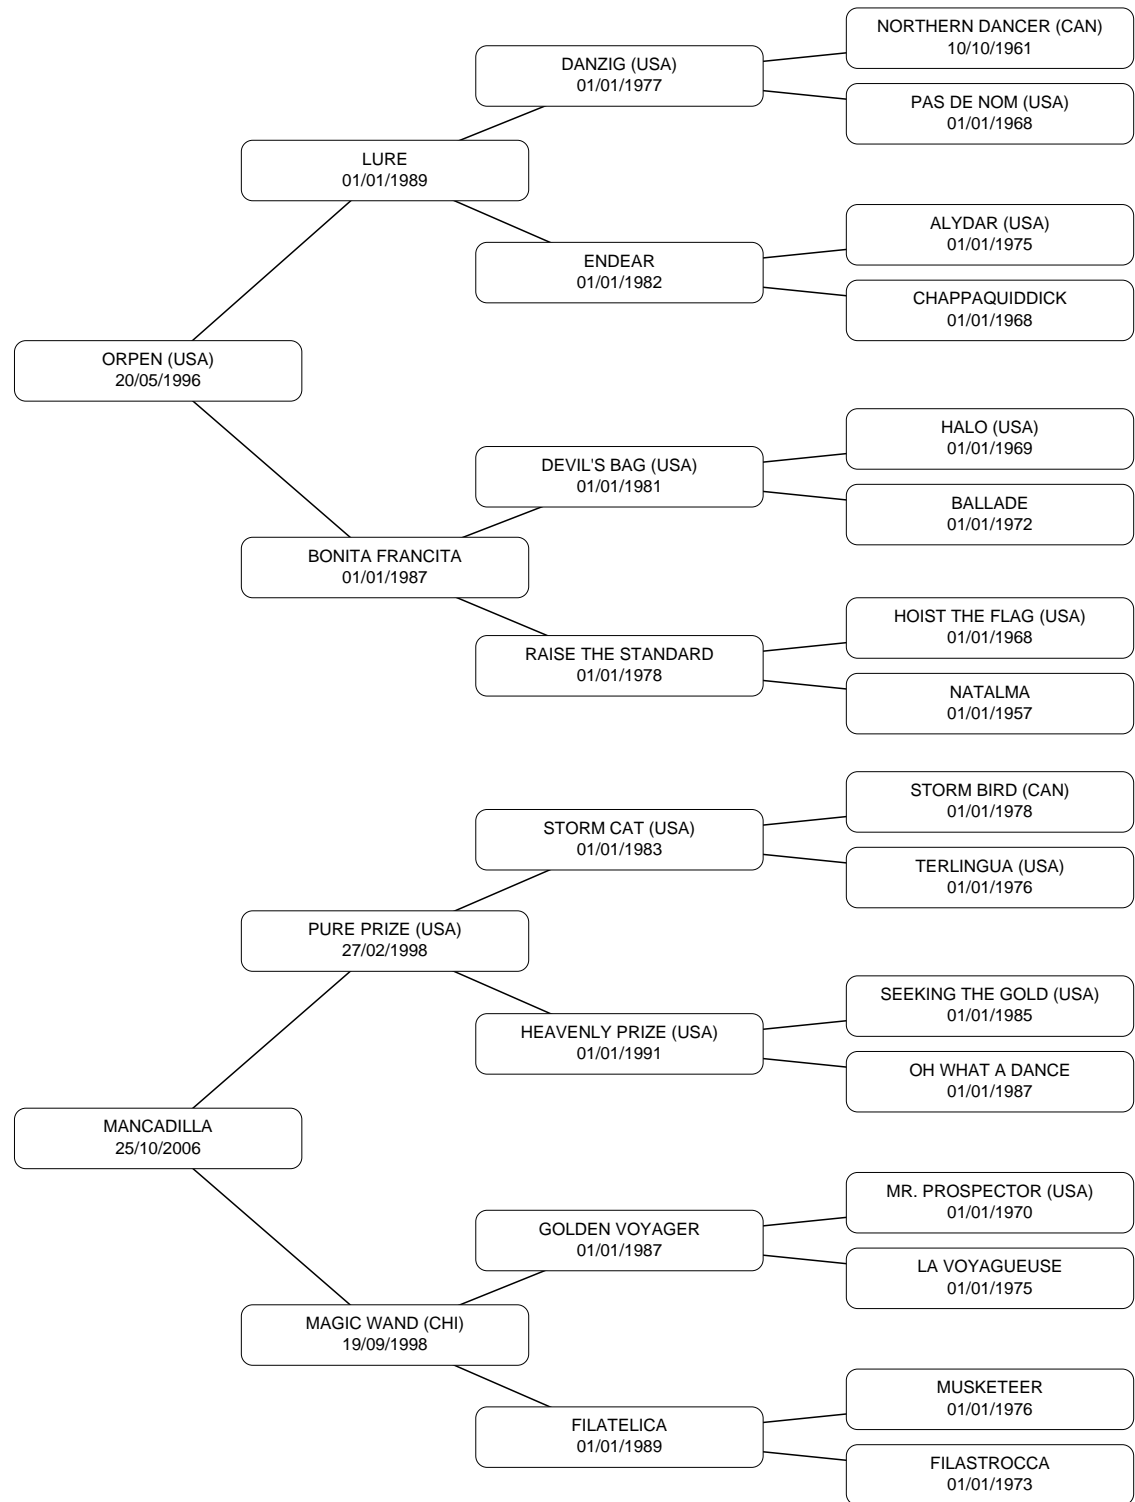 NORTHERN DANCER (CAN)
10/10/1961
DANZIG (USA)
01/01/1977
PAS DE NOM (USA)
01/01/1968
LURE
01/01/1989
ALYDAR (USA)
01/01/1975
ENDEAR
01/01/1982
CHAPPAQUIDDICK
01/01/1968
ORPEN (USA)
20/05/1996
HALO (USA)
01/01/1969
DEVIL'S BAG (USA)
01/01/1981
BALLADE
01/01/1972
BONITA FRANCITA
01/01/1987
HOIST THE FLAG (USA)
01/01/1968
RAISE THE STANDARD
01/01/1978
NATALMA
01/01/1957
STORM BIRD (CAN)
01/01/1978
STORM CAT (USA)
01/01/1983
TERLINGUA (USA)
01/01/1976
PURE PRIZE (USA)
27/02/1998
SEEKING THE GOLD (USA)
01/01/1985
HEAVENLY PRIZE (USA)
01/01/1991
OH WHAT A DANCE
01/01/1987
MANCADILLA
25/10/2006
MR. PROSPECTOR (USA)
01/01/1970
GOLDEN VOYAGER
01/01/1987
LA VOYAGUEUSE
01/01/1975
MAGIC WAND (CHI)
19/09/1998
MUSKETEER
01/01/1976
FILATELICA
01/01/1989
FILASTROCCA
01/01/1973